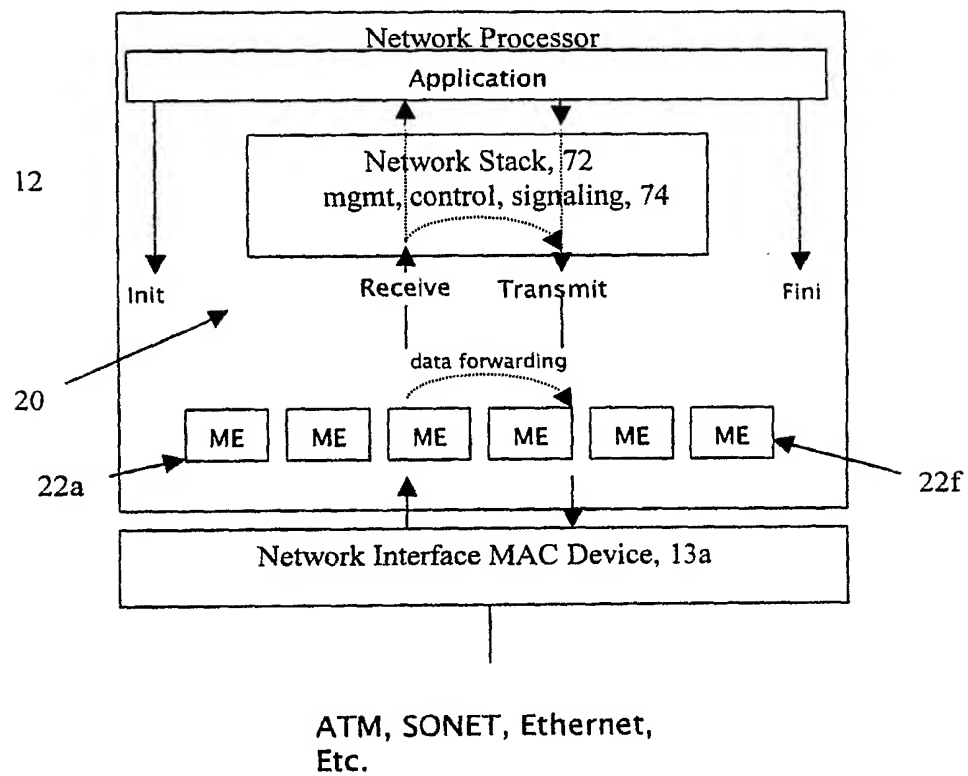 Network Processor
Application
Network Stack, 72
mgmt, control, signaling, 74
12
Init
Receive
Transmit
Fini
data forwarding
20
ME
ME
ME
ME
ME
ME
22a
22f
Network Interface MAC Device, 13a
ATM, SONET, Ethernet,
Etc.